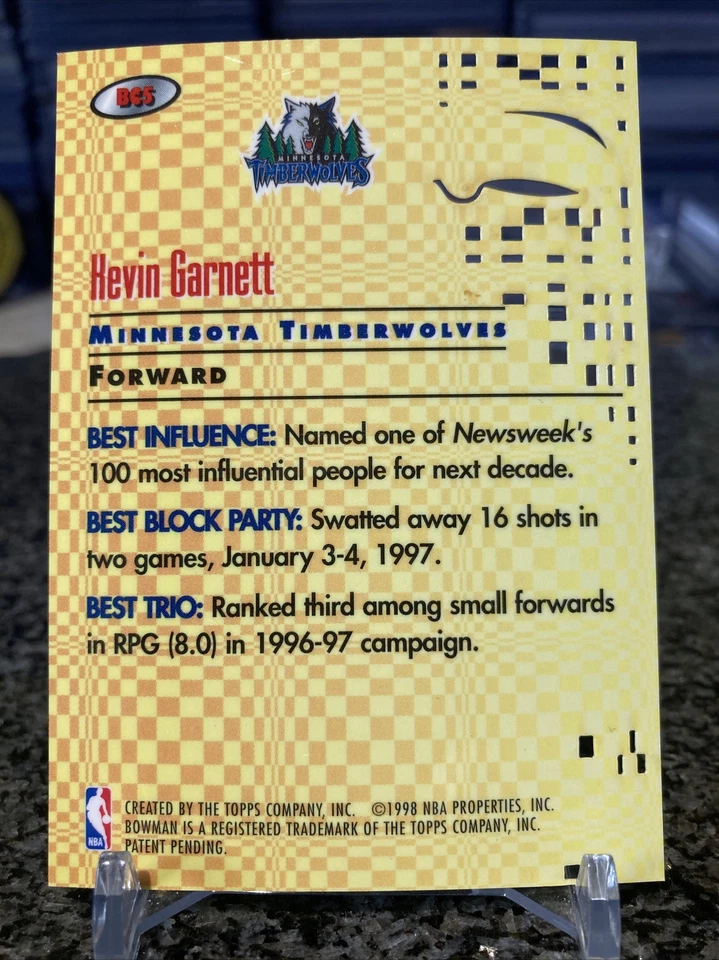 BC5
MINNESOTA
TIMBERWOLVES
Kevin Garnett
MINNESOTA TIMBERWOLVES
FORWARD
BEST INFLUENCE: Named one of Newsweek's
100 most influential people for next decade.
BEST BLOCK PARTY: Swatted away 16 shots in
two games, January 3-4, 1997.
BEST TRIO: Ranked third among small forwards
in RPG (8.0) in 1996-97 campaign.
NBA
CREATED BY THE TOPPS COMPANY, INC. ©1998 NBA PROPERTIES, INC.
BOWMAN IS A REGISTERED TRADEMARK OF THE TOPPS COMPANY, INC.
PATENT PENDING.